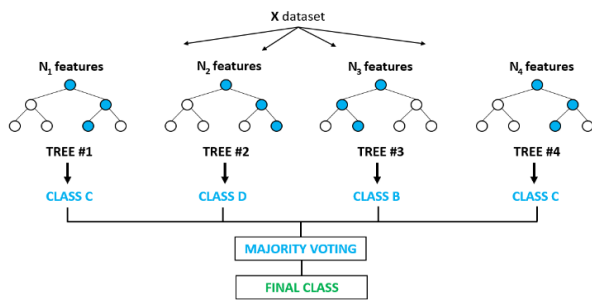 X dataset
N1 features
N2 features
N3 features
N4 features
TREE #1
TREE #2
TREE #3
TREE #4
CLASS C
CLASS D
CLASS B
CLASS C
MAJORITY VOTING
FINAL CLASS